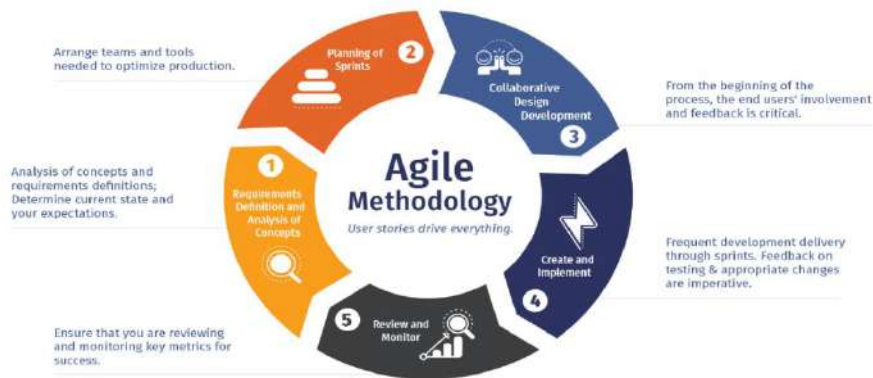 Agile
Methodology
User stories drive everything.
1
Requirements
Definition and
Analysis of
Concepts
Analysis of concepts and
requirements definitions;
Determine current state and
your expectations.
2
Planning of
Sprints
Arrange teams and tools
needed to optimize production.
Collaborative
Design
Development
3
From the beginning of the
process, the end users' involvement
and feedback is critical.
Create and
Implement
4
Frequent development delivery
through sprints. Feedback on
testing & appropriate changes
are imperative.
5
Review and
Monitor
Ensure that you are reviewing
and monitoring key metrics for
success.